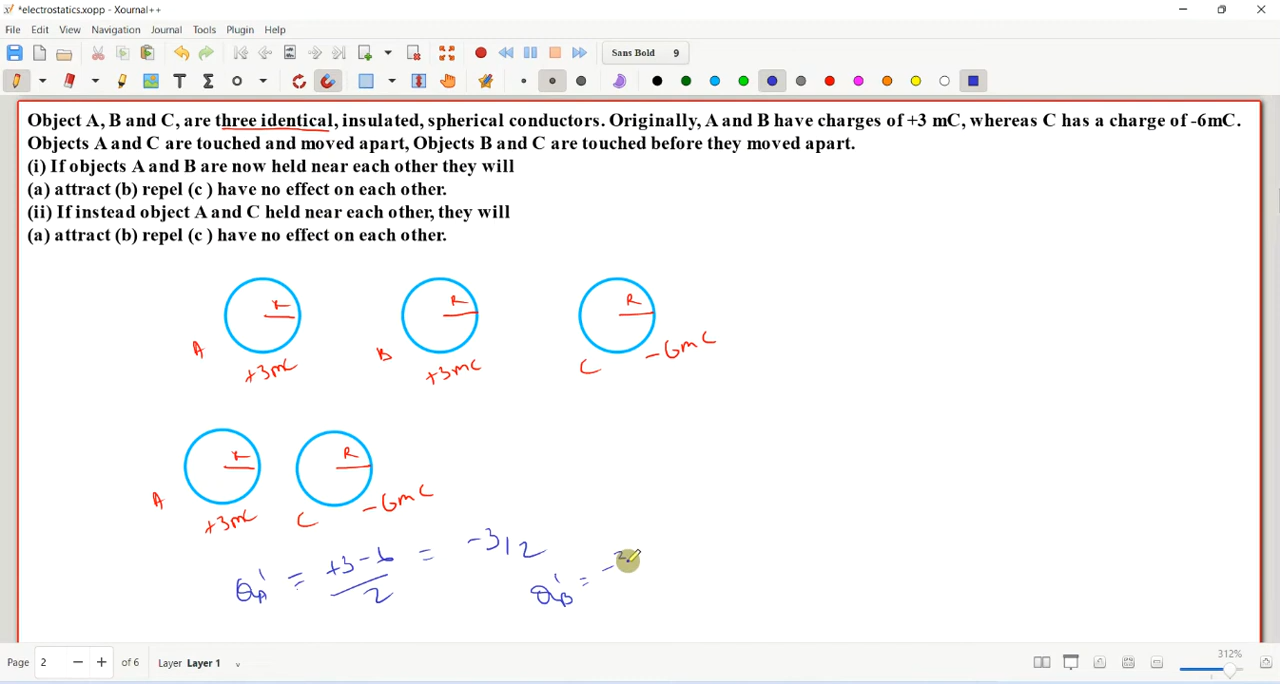 *electrostatics.xopp - Xournal++
File Edit View Navigation Journal Tools Plugin Help
Sans Bold 9
Object A, B and C, are three identical, insulated, spherical conductors. Originally, A and B have charges of +3 mC, whereas C has a charge of -6mC.
Objects A and C are touched and moved apart, Objects B and C are touched before they moved apart.
(i) If objects A and B are now held near each other they will
(a) attract (b) repel (c ) have no effect on each other.
(ii) If instead object A and C held near each other, they will
(a) attract (b) repel (c ) have no effect on each other.
R R R
A B C
+3mC +3mC -6mC
R R
A C
+3mC -6mC
Q'A = +3-6 / 2 = -3/2
Q'B = -
Page 2 of 6 Layer Layer 1 312%